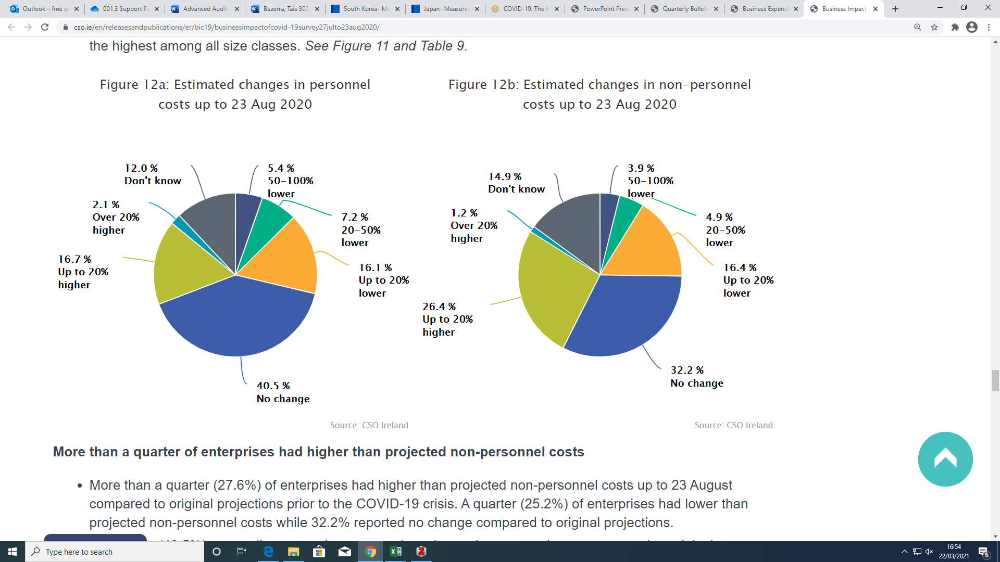 Outlook – free pe
001.3 Support Pa
Advanced Audit
Bezerra, Tais 302
South Korea- Me
Japan- Measures
COVID-19: The Ir
PowerPoint Pres
Quarterly Bulleti
Business Expend
Business Impact
cso.ie/en/releasesandpublications/er/bic19/businessimpactofcovid-19survey27julto23aug2020/
the highest among all size classes. See Figure 11 and Table 9.
Figure 12a: Estimated changes in personnel
costs up to 23 Aug 2020
12.0 %
Don't know
5.4 %
50–100%
lower
2.1 %
Over 20%
higher
7.2 %
20–50%
lower
16.7 %
Up to 20%
higher
16.1 %
Up to 20%
lower
40.5 %
No change
Source: CSO Ireland
Figure 12b: Estimated changes in non–personnel
costs up to 23 Aug 2020
14.9 %
Don't know
3.9 %
50–100%
lower
1.2 %
Over 20%
higher
4.9 %
20–50%
lower
16.4 %
Up to 20%
lower
26.4 %
Up to 20%
higher
32.2 %
No change
Source: CSO Ireland
More than a quarter of enterprises had higher than projected non-personnel costs
• More than a quarter (27.6%) of enterprises had higher than projected non-personnel costs up to 23 August
compared to original projections prior to the COVID-19 crisis. A quarter (25.2%) of enterprises had lower than
projected non-personnel costs while 32.2% reported no change compared to original projections.
Type here to search
16:54
22/03/2021
6